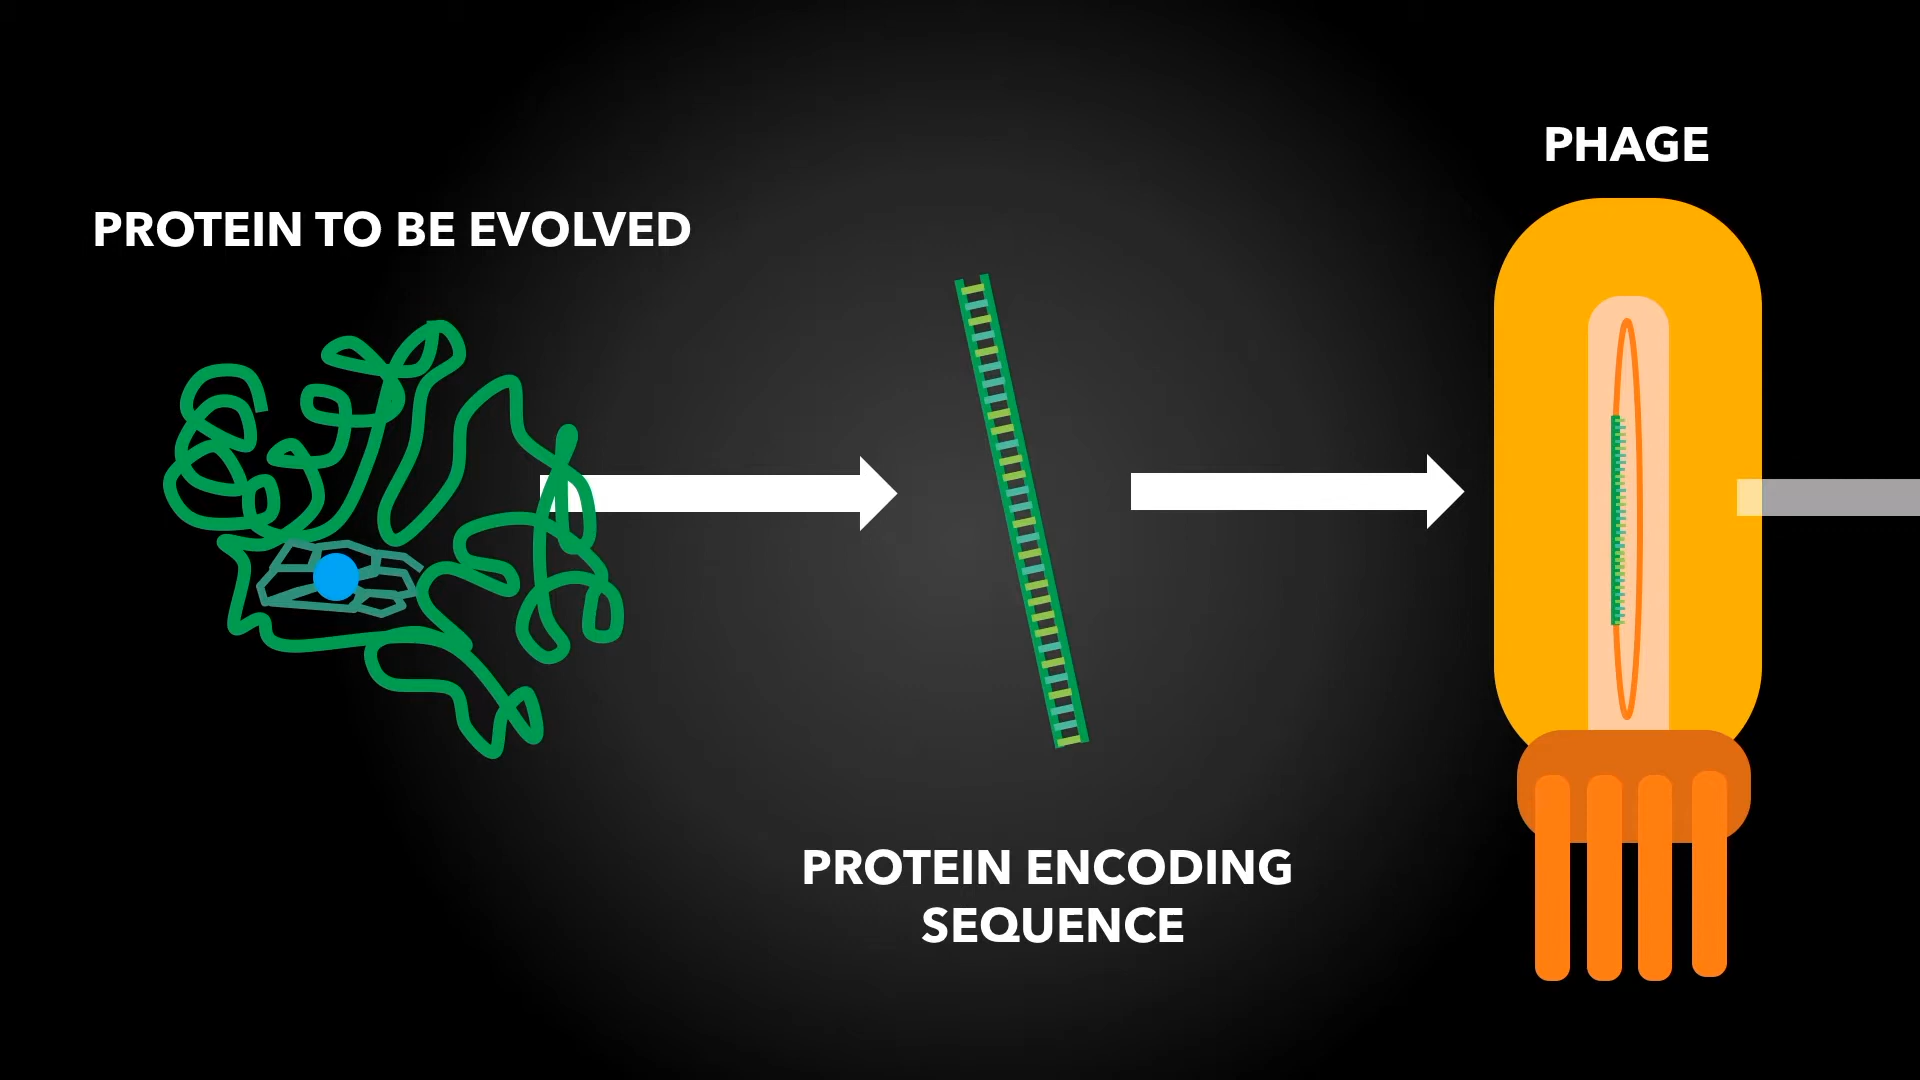 PROTEIN TO BE EVOLVED
PROTEIN ENCODING
SEQUENCE
PHAGE